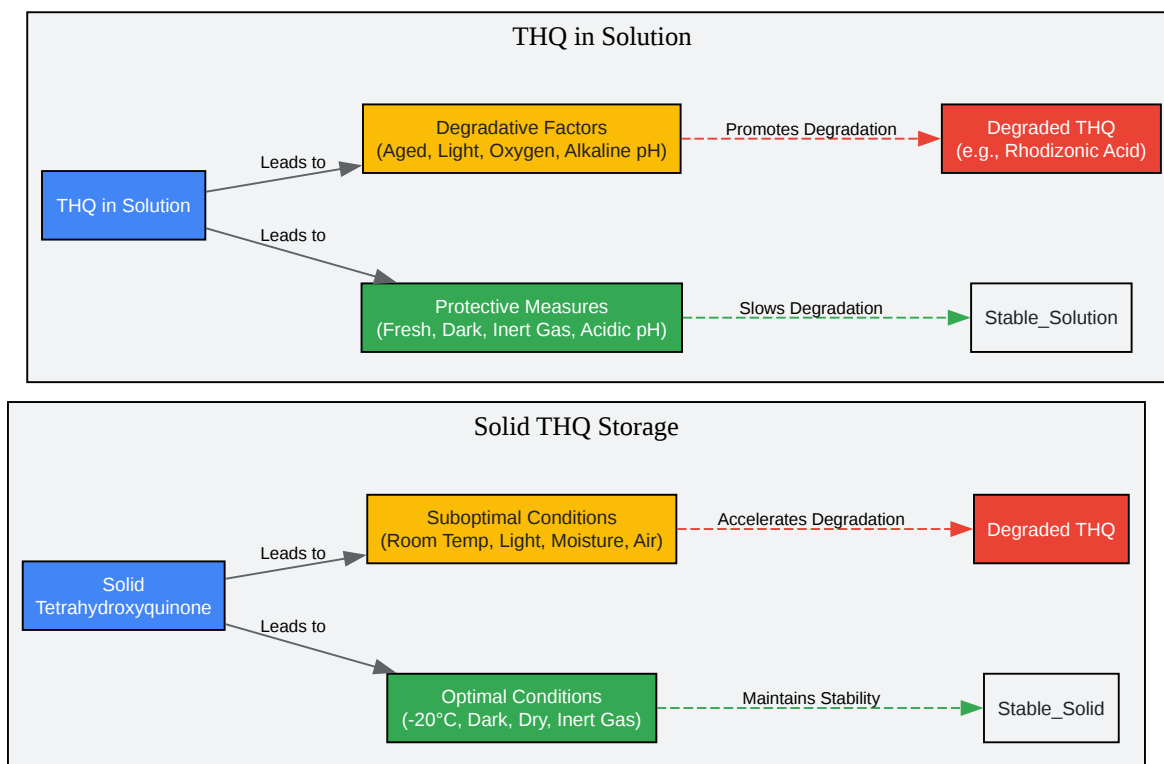 THQ in Solution
Degradative Factors
(Aged, Light, Oxygen, Alkaline pH)
Promotes Degradation
Degraded THQ
(e.g., Rhodizonic Acid)
Leads to
THQ in Solution
Leads to
Protective Measures
(Fresh, Dark, Inert Gas, Acidic pH)
Slows Degradation
Stable_Solution
Solid THQ Storage
Suboptimal Conditions
(Room Temp, Light, Moisture, Air)
Accelerates Degradation
Degraded THQ
Leads to
Solid
Tetrahydroxyquinone
Leads to
Optimal Conditions
(-20°C, Dark, Dry, Inert Gas)
Maintains Stability
Stable_Solid